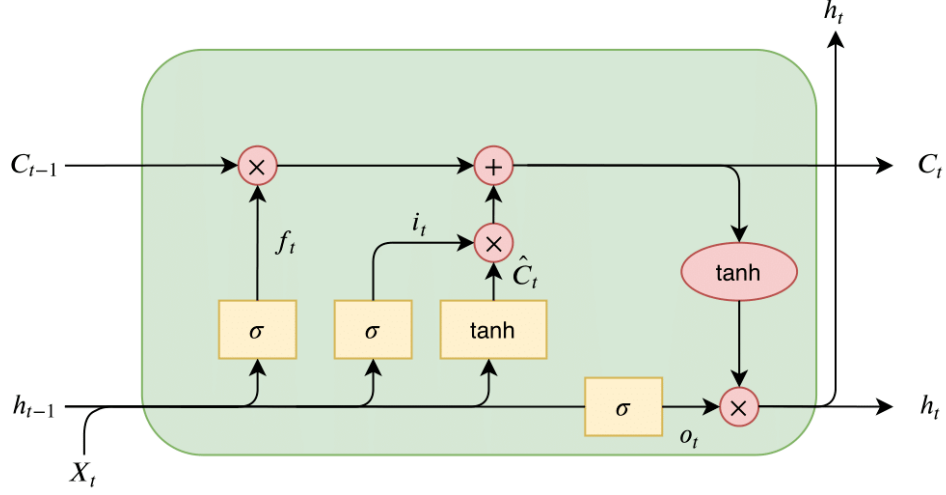 h_t
C_{t-1}
×
+
C_t
f_t
i_t
×
Ĉ_t
tanh
σ
σ
tanh
h_{t-1}
σ
×
h_t
o_t
X_t